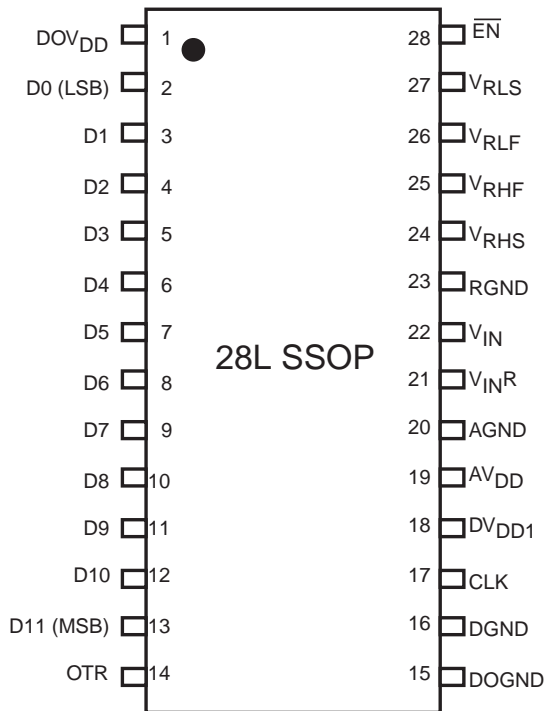 DOVDD 1 28 EN
D0 (LSB) 2 27 VRLS
D1 3 26 VRLF
D2 4 25 VRHF
D3 5 24 VRHS
D4 6 23 RGND
D5 7 22 VIN
D6 8 21 VINR
D7 9 20 AGND
D8 10 19 AVDD
D9 11 18 DVDD1
D10 12 17 CLK
D11 (MSB) 13 16 DGND
OTR 14 15 DOGND
28L SSOP